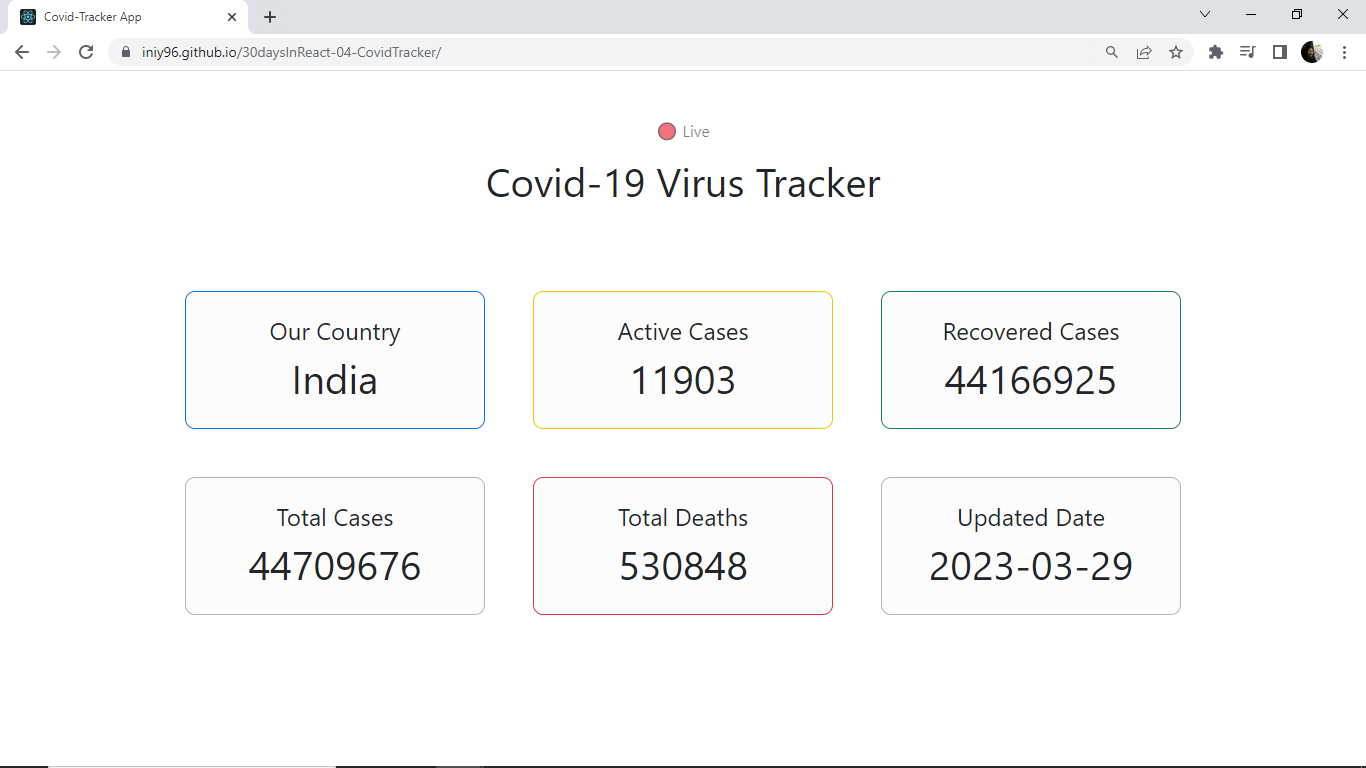 Covid-Tracker App
iniy96.github.io/30daysInReact-04-CovidTracker/
Live
Covid-19 Virus Tracker
Our Country
India
Active Cases
11903
Recovered Cases
44166925
Total Cases
44709676
Total Deaths
530848
Updated Date
2023-03-29